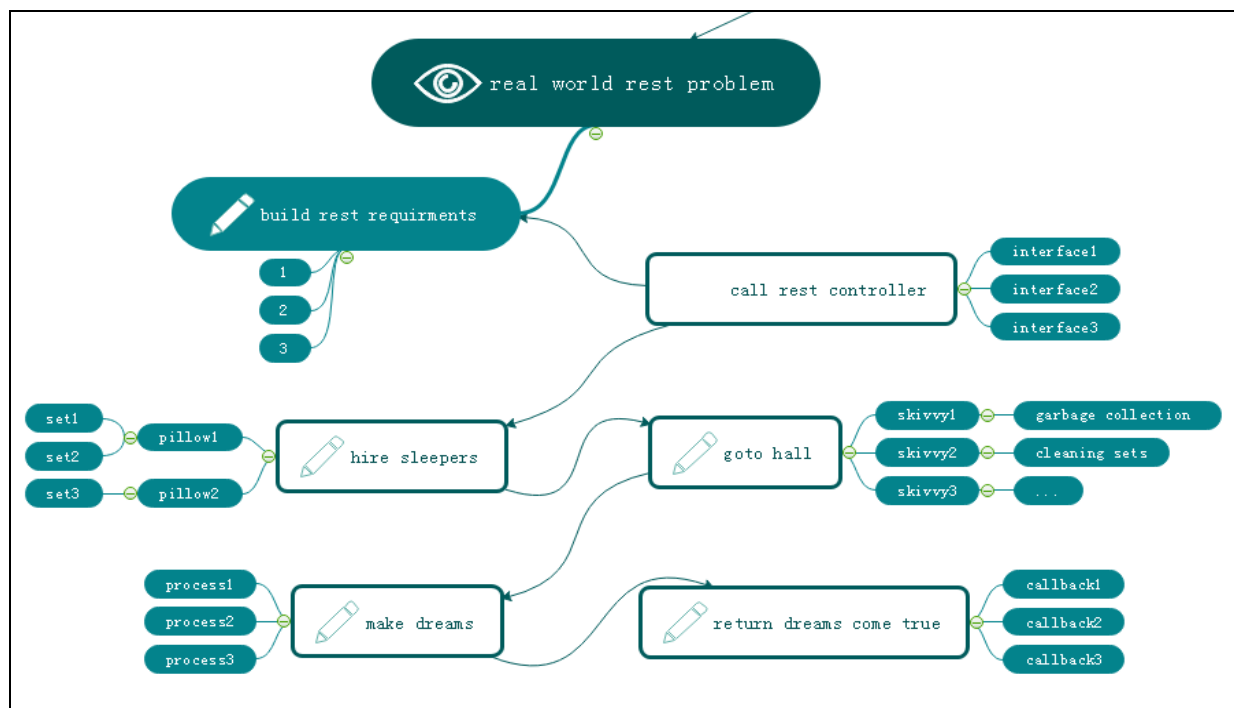 real world rest problem
build rest requirments
1
2
3
call rest controller
interface1
interface2
interface3
set1
set2
set3
pillow1
pillow2
hire sleepers
goto hall
skivvy1
garbage collection
skivvy2
cleaning sets
skivvy3
...
process1
process2
process3
make dreams
return dreams come true
callback1
callback2
callback3